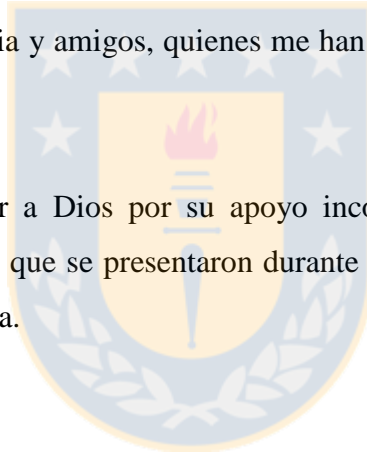 ia y amigos, quienes me han
r a Dios por su apoyo inco
que se presentaron durante
a.